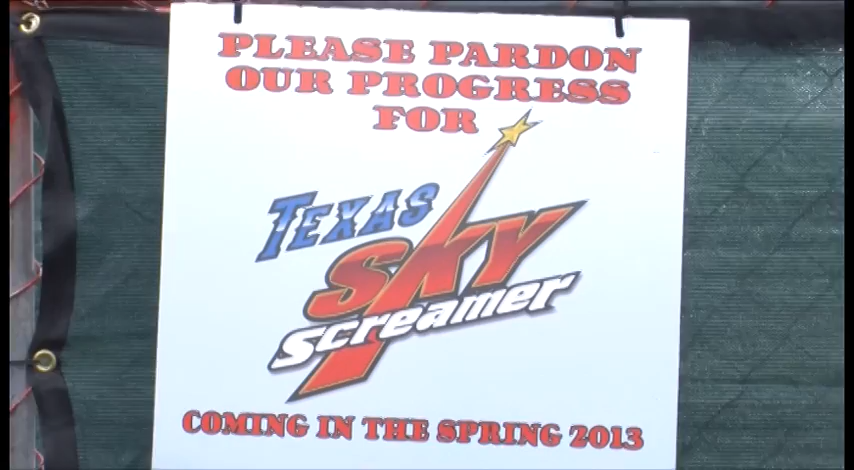 PLEASE PARDON
OUR PROGRESS
FOR
TEXAS
SKY
SCREAMER
COMING IN THE SPRING 2013